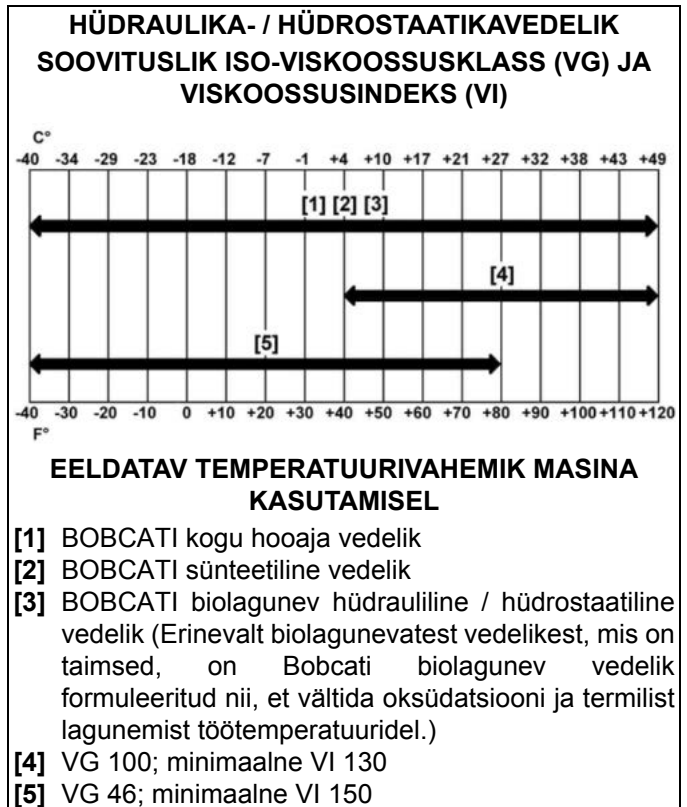 HÜDRAULIKA- / HÜDROSTAATIKAVEDELIK
SOOVITUSLIK ISO-VISKOOSSUSKLASS (VG) JA
VISKOOSSUSINDEKS (VI)
C°
-40 -34 -29 -23 -18 -12 -7 -1 +4 +10 +17 +21 +27 +32 +38 +43 +49
[1] [2] [3]
[4]
[5]
-40 -30 -20 -10 0 +10 +20 +30 +40 +50 +60 +70 +80 +90 +100 +110 +120
F°
EELDATAV TEMPERATUURIVAHEMIK MASINA
KASUTAMISEL
[1] BOBCATI kogu hooaja vedelik
[2] BOBCATI sünteetiline vedelik
[3] BOBCATI biolagunev hüdrauliline / hüdrostaatiline
vedelik (Erinevalt biolagunevatest vedelikest, mis on
taimsed, on Bobcati biolagunev vedelik
formuleeritud nii, et vältida oksüdatsiooni ja termilist
lagunemist töötemperatuuridel.)
[4] VG 100; minimaalne VI 130
[5] VG 46; minimaalne VI 150